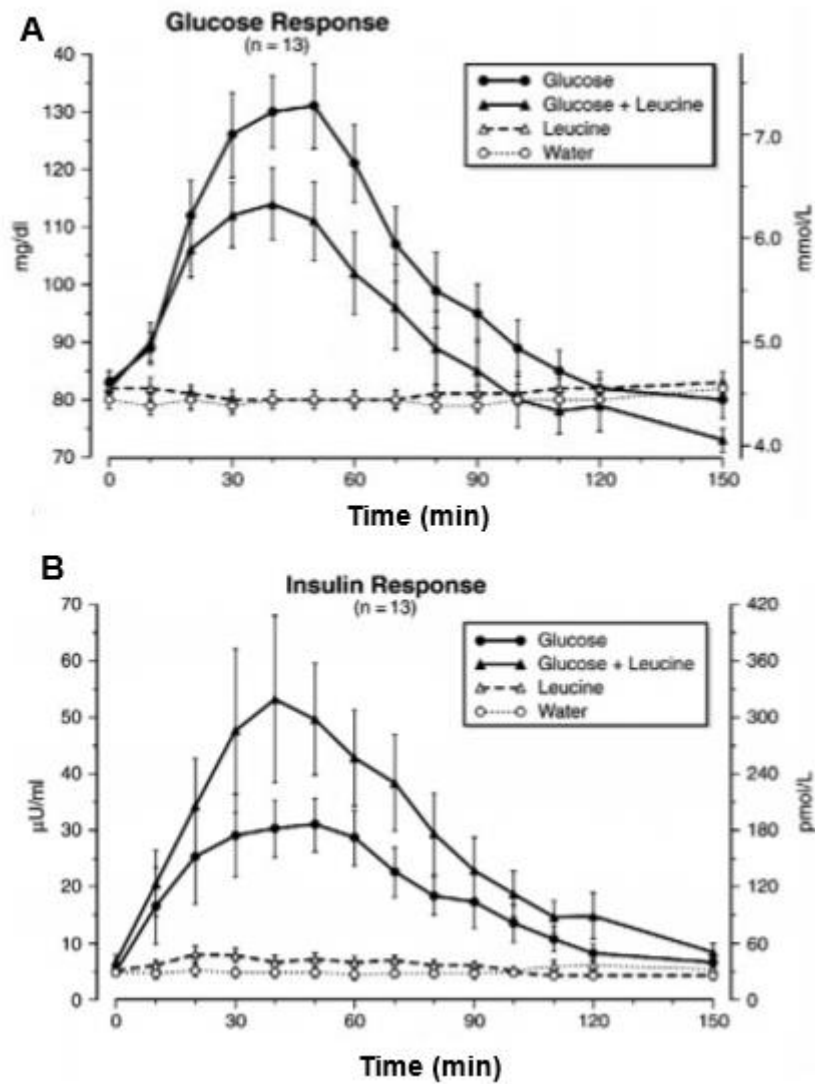 A
Glucose Response
(n = 13)
40
130
120
110
100
90
80
70
mg/dl
Glucose
Glucose + Leucine
Leucine
Water
7.0
6.0
5.0
4.0
mmol/L
0
30
60
90
120
150
Time (min)
B
Insulin Response
(n = 13)
70
60
50
40
30
20
10
0
µU/ml
Glucose
Glucose + Leucine
Leucine
Water
420
360
300
240
180
120
60
0
pmol/L
0
30
60
90
120
150
Time (min)